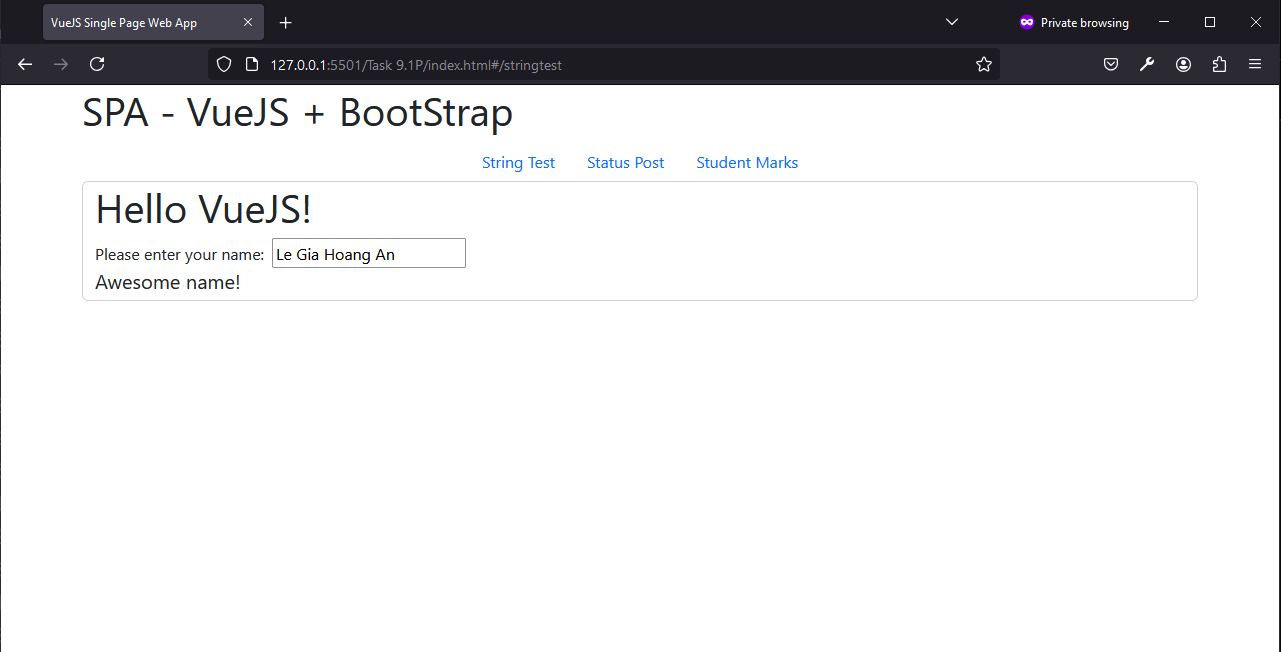 VueJS Single Page Web App
Private browsing
127.0.0.1:5501/Task 9.1P/index.html#/stringtest
SPA - VueJS + BootStrap
String Test Status Post Student Marks
Hello VueJS!
Please enter your name: Le Gia Hoang An
Awesome name!